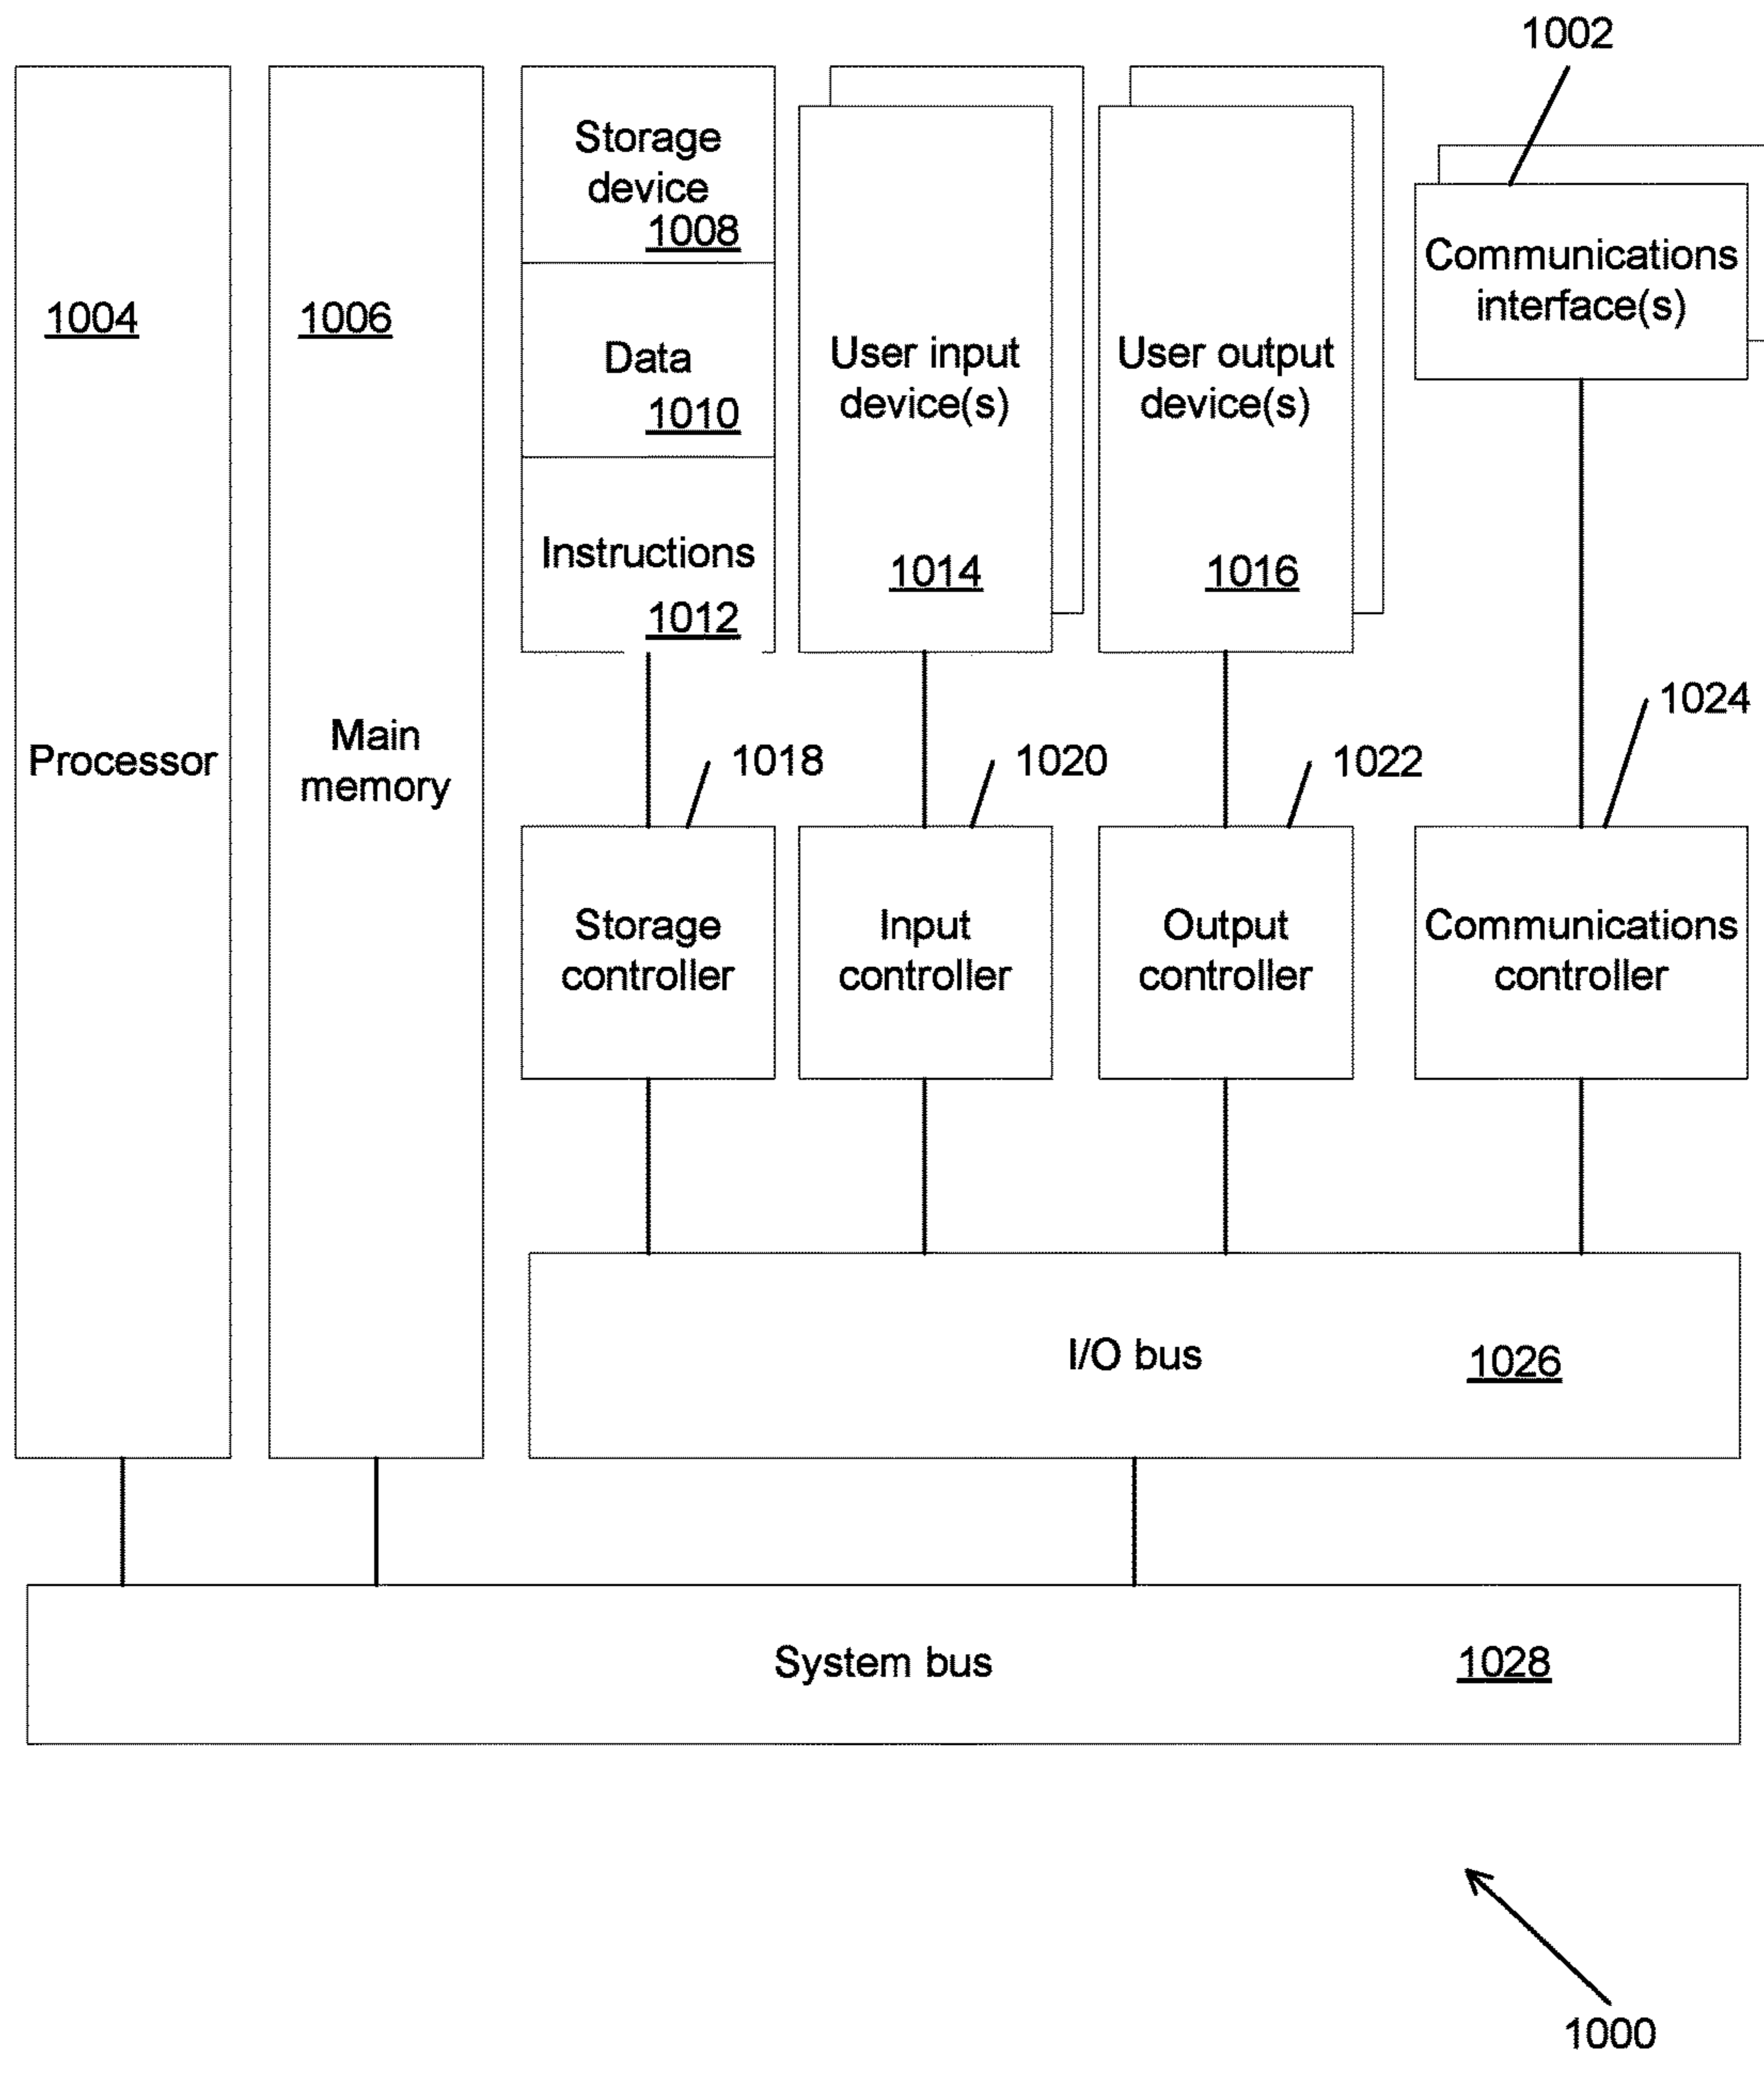 1002
Storage
device
1008
Communications
interface(s)
1004
1006
Data
1010
User input
device(s)
User output
device(s)
Instructions
1012
1014
1016
Processor
Main
memory
1018
1020
1022
1024
Storage
controller
Input
controller
Output
controller
Communications
controller
I/O bus
1026
System bus
1028
1000